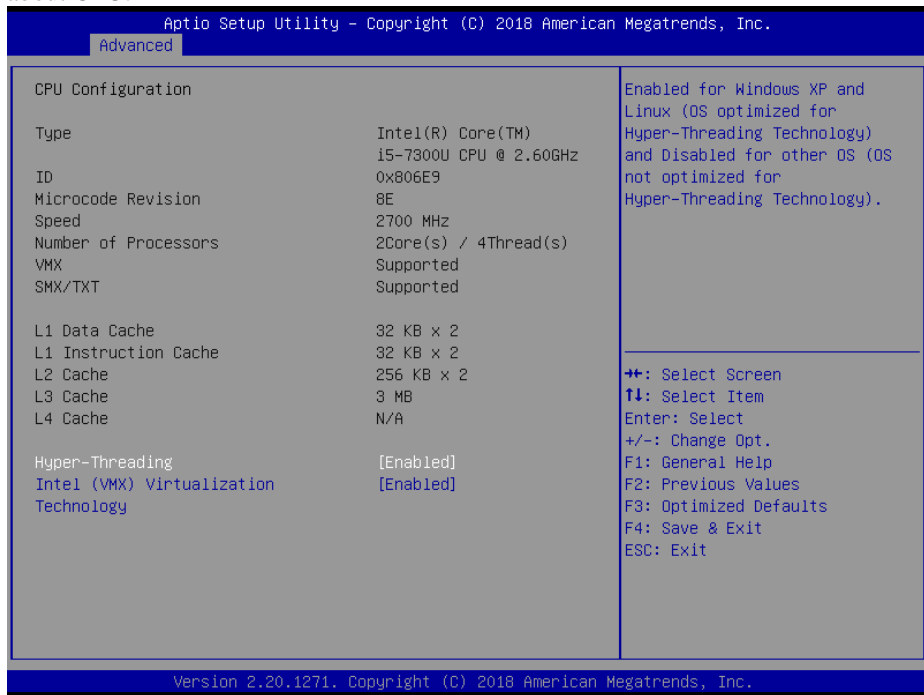 Aptio Setup Utility – Copyright (C) 2018 American Megatrends, Inc.
Advanced
CPU Configuration
Type Intel(R) Core(TM)
i5-7300U CPU @ 2.60GHz
ID 0x806E9
Microcode Revision 8E
Speed 2700 MHz
Number of Processors 2Core(s) / 4Thread(s)
VMX Supported
SMX/TXT Supported
L1 Data Cache 32 KB x 2
L1 Instruction Cache 32 KB x 2
L2 Cache 256 KB x 2
L3 Cache 3 MB
L4 Cache N/A
Hyper-Threading [Enabled]
Intel (VMX) Virtualization [Enabled]
Technology
Enabled for Windows XP and
Linux (OS optimized for
Hyper-Threading Technology)
and Disabled for other OS (OS
not optimized for
Hyper-Threading Technology).
→←: Select Screen
↑↓: Select Item
Enter: Select
+/-: Change Opt.
F1: General Help
F2: Previous Values
F3: Optimized Defaults
F4: Save & Exit
ESC: Exit
Version 2.20.1271. Copyright (C) 2018 American Megatrends, Inc.